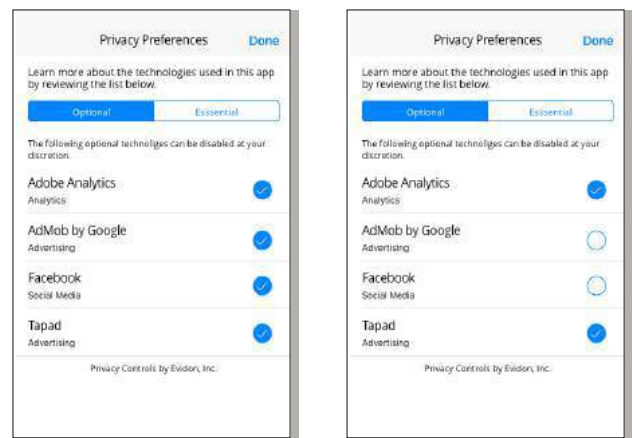 Privacy Preferences Done
Learn more about the technologies used in this app
by reviewing the list below.
Optional Esssential
The following optional technoliges can be disabled at your
discretion.
Adobe Analytics
Analytics
AdMob by Google
Advertising
Facebook
Social Media
Tapad
Advertising
Privacy Controls by Evidon, Inc.
Privacy Preferences Done
Learn more about the technologies used in this app
by reviewing the list below.
Optional Esssential
The following optional technoliges can be disabled at your
discretion.
Adobe Analytics
Analytics
AdMob by Google
Advertising
Facebook
Social Media
Tapad
Advertising
Privacy Controls by Evidon, Inc.